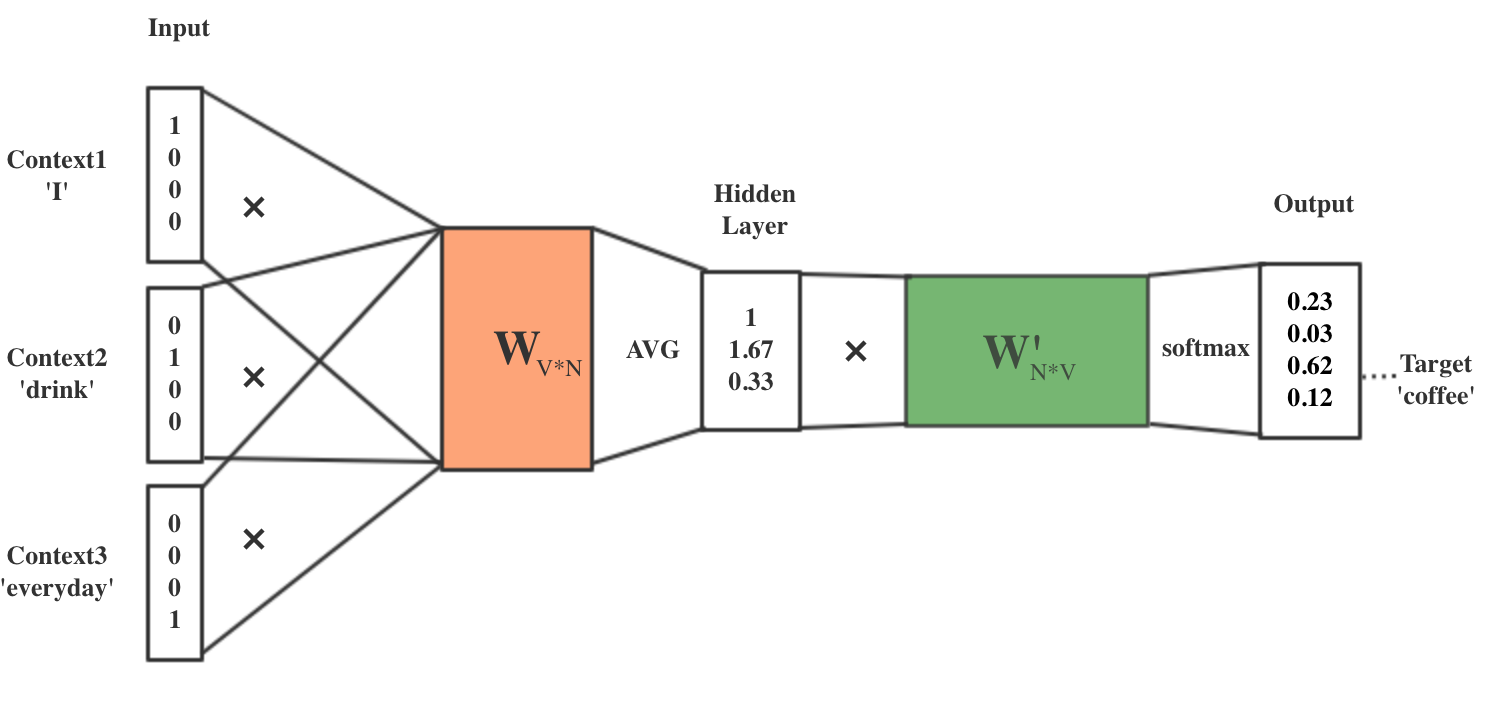 Input
Context1
'I'
1
0
0
0
×
Context2
'drink'
0
1
0
0
×
Context3
'everyday'
0
0
0
1
×
W V*N
AVG
Hidden
Layer
1
1.67
0.33
×
W' N*V
softmax
Output
0.23
0.03
0.62
0.12
Target
'coffee'